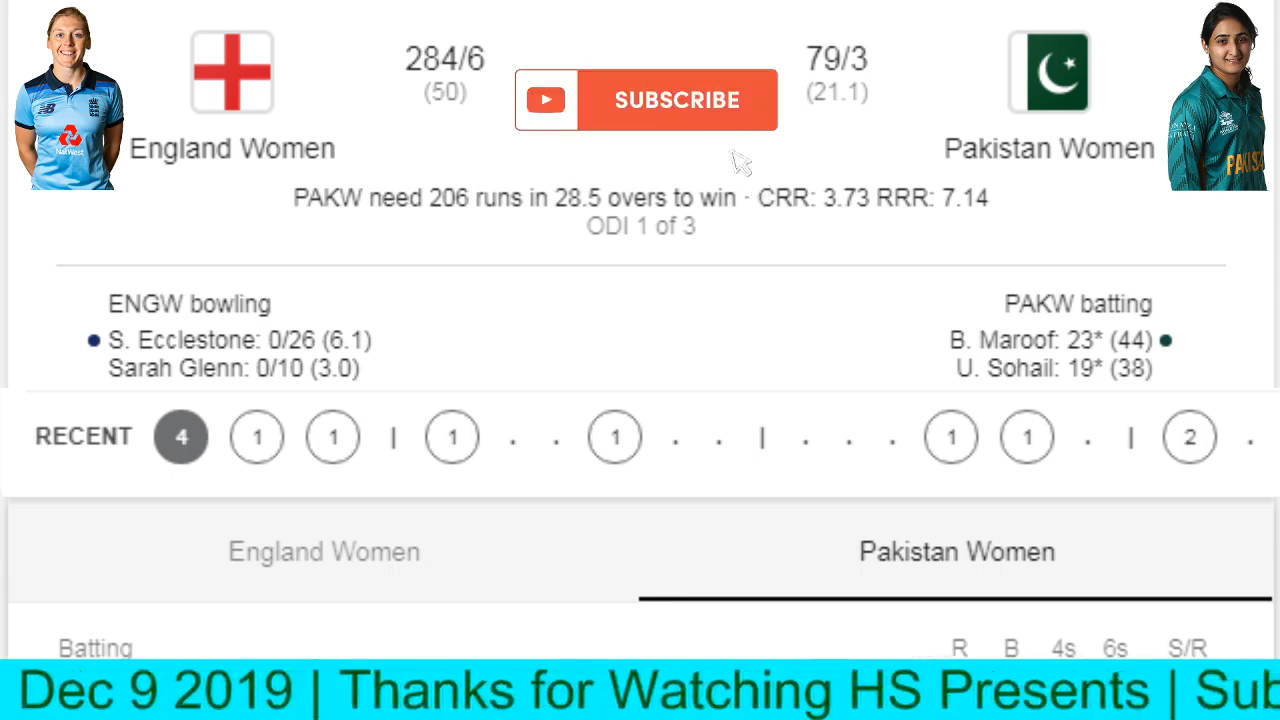 284/6
(50)
79/3
(21.1)
SUBSCRIBE
England Women
Pakistan Women
NatWest
PAKW need 206 runs in 28.5 overs to win · CRR: 3.73 RRR: 7.14
ODI 1 of 3
ENGW bowling
PAKW batting
S. Ecclestone: 0/26 (6.1)
B. Maroof: 23* (44)
Sarah Glenn: 0/10 (3.0)
U. Sohail: 19* (38)
RECENT 4 1 1 | 1 . . 1 . . | . . . 1 1 . | 2 .
England Women
Pakistan Women
Batting R B 4s 6s S/R
Dec 9 2019 | Thanks for Watching HS Presents | Sub